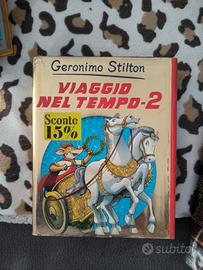 Geronimo Stilton
VIAGGIO
NEL TEMPO-2
Sconto
15%
subito